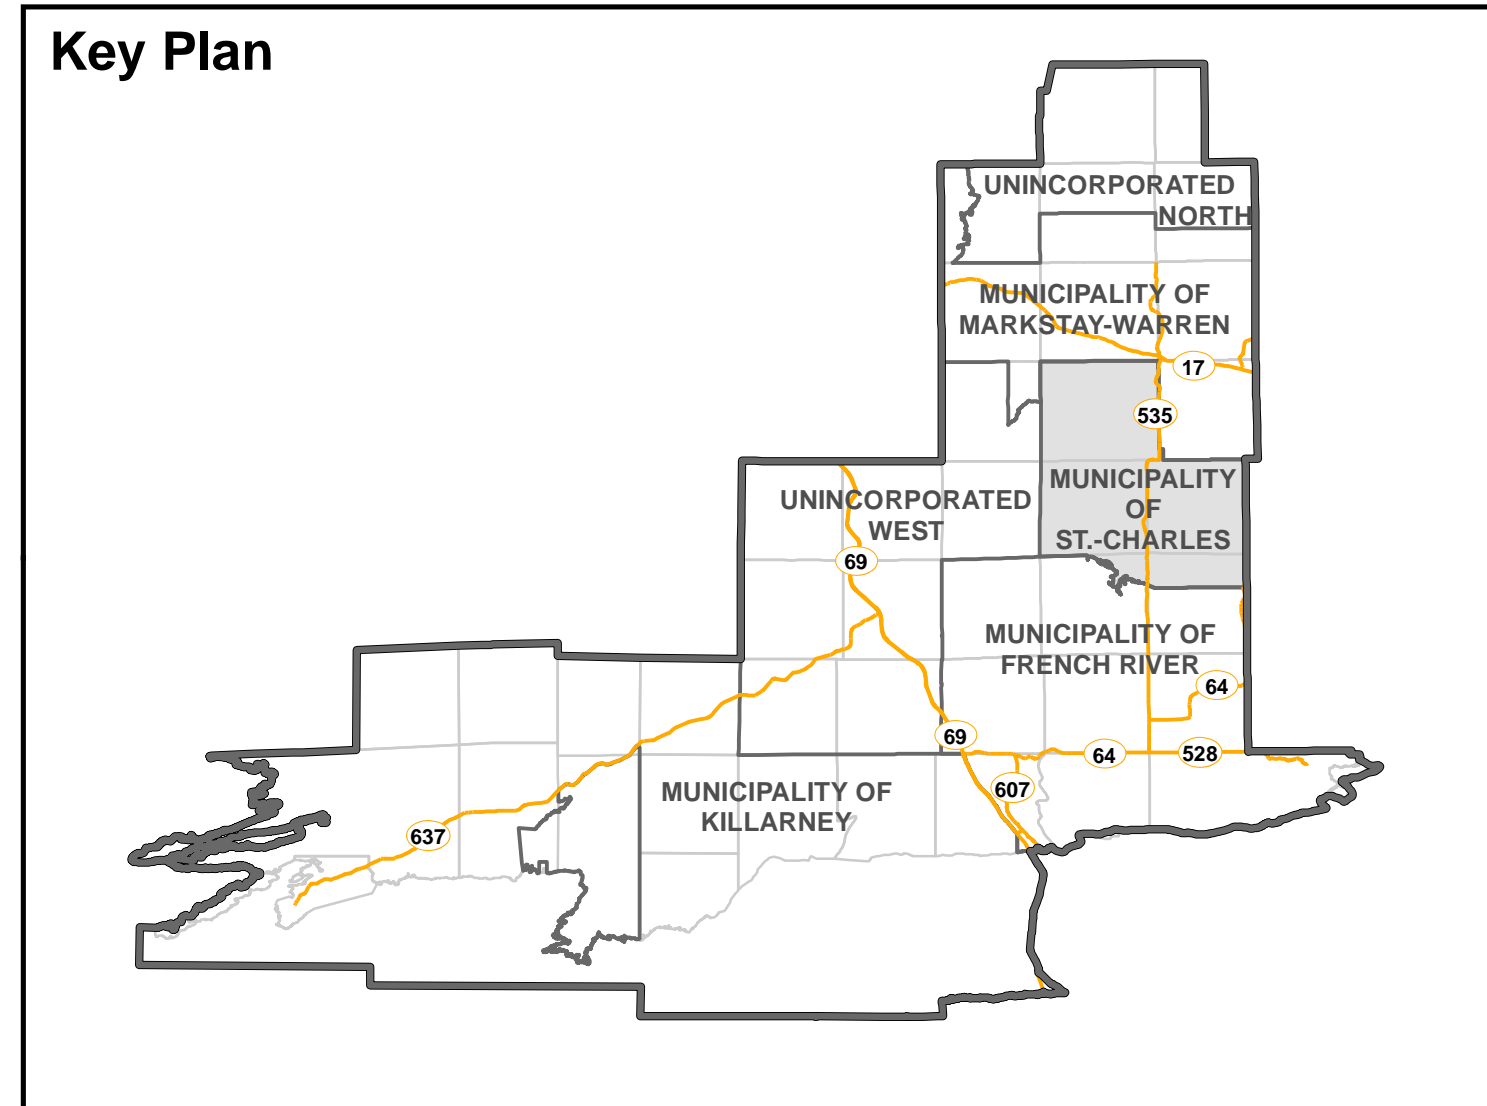 Key Plan
UNINCORPORATED
NORTH
MUNICIPALITY OF
MARKSTAY-WARREN
17
535
MUNICIPALITY
OF
ST.-CHARLES
UNINCORPORATED
WEST
69
MUNICIPALITY OF
FRENCH RIVER
64
69
64
528
607
MUNICIPALITY OF
KILLARNEY
637